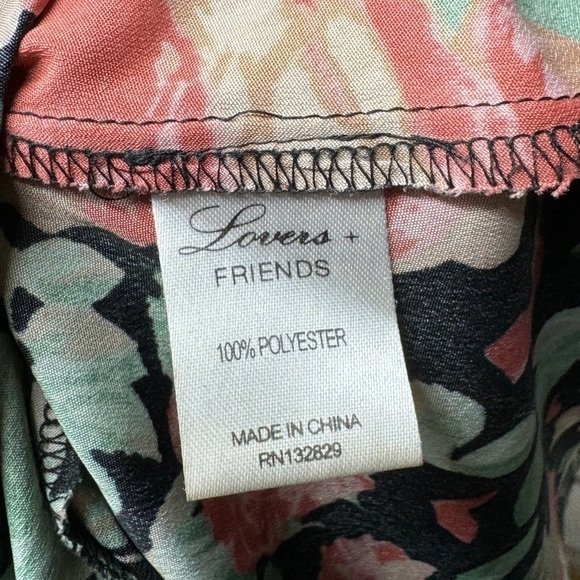 Lovers +
FRIENDS
100% POLYESTER
MADE IN CHINA
RN132829